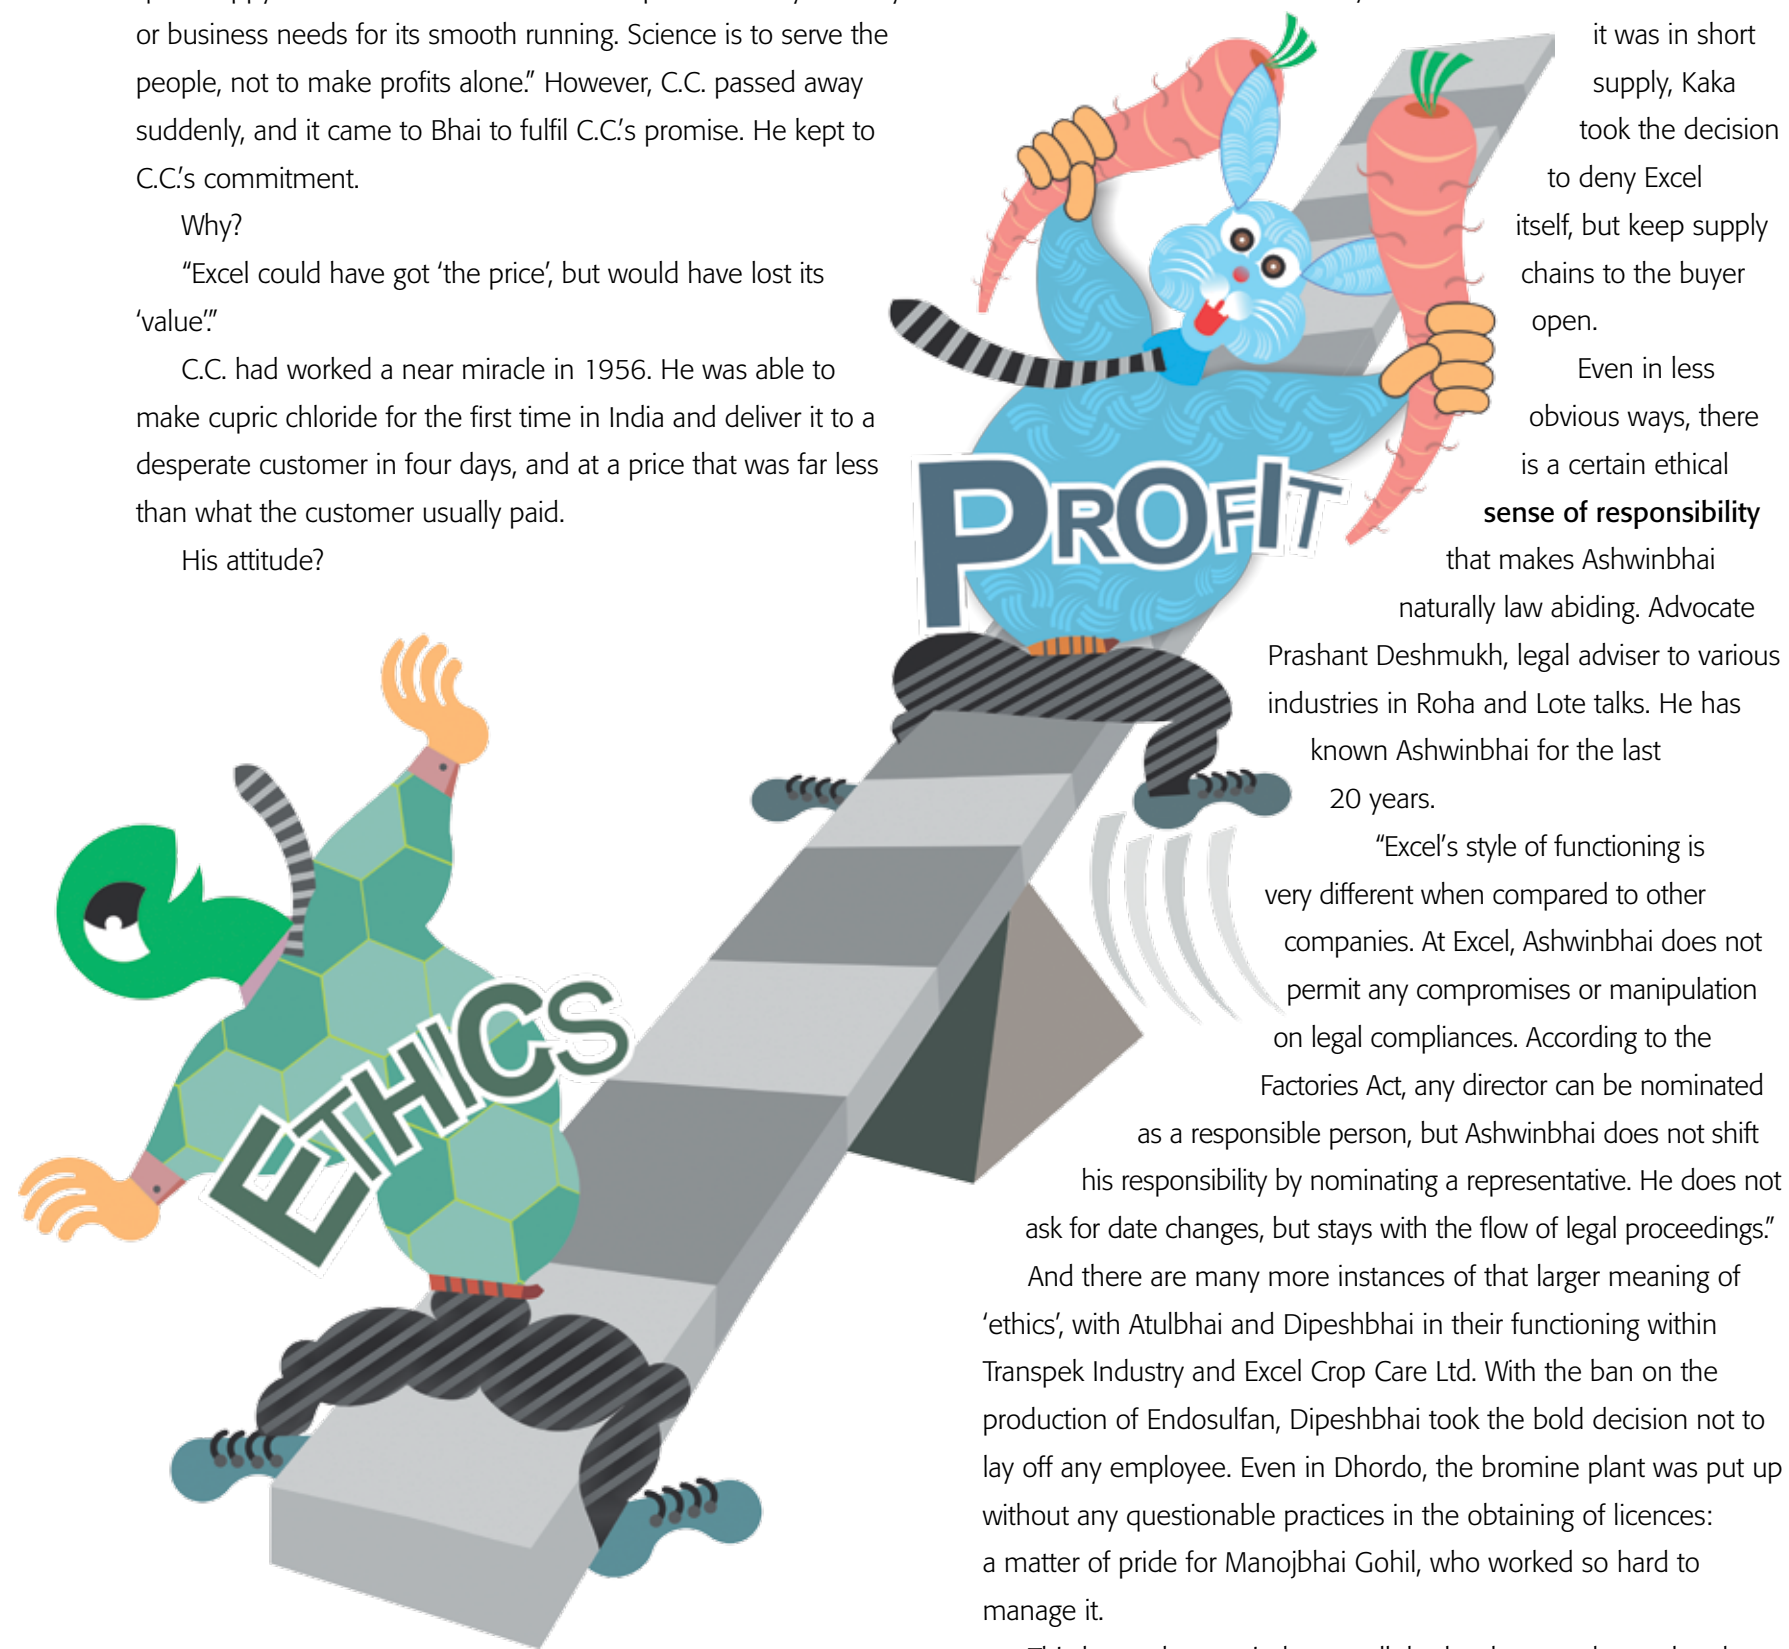 or business needs for its smooth running. Science is to serve the
people, not to make profits alone.” However, C.C. passed away
suddenly, and it came to Bhai to fulfil C.C.’s promise. He kept to
C.C.’s commitment.
Why?
“Excel could have got ‘the price’, but would have lost its
‘value’.”
C.C. had worked a near miracle in 1956. He was able to
make cupric chloride for the first time in India and deliver it to a
desperate customer in four days, and at a price that was far less
than what the customer usually paid.
His attitude?
ETHICS
PROFIT
it was in short
supply, Kaka
took the decision
to deny Excel
itself, but keep supply
chains to the buyer
open.
Even in less
obvious ways, there
is a certain ethical
sense of responsibility
that makes Ashwinbhai
naturally law abiding. Advocate
Prashant Deshmukh, legal adviser to various
industries in Roha and Lote talks. He has
known Ashwinbhai for the last
20 years.
“Excel’s style of functioning is
very different when compared to other
companies. At Excel, Ashwinbhai does not
permit any compromises or manipulation
on legal compliances. According to the
Factories Act, any director can be nominated
as a responsible person, but Ashwinbhai does not shift
his responsibility by nominating a representative. He does not
ask for date changes, but stays with the flow of legal proceedings.”
And there are many more instances of that larger meaning of
‘ethics’, with Atulbhai and Dipeshbhai in their functioning within
Transpek Industry and Excel Crop Care Ltd. With the ban on the
production of Endosulfan, Dipeshbhai took the bold decision not to
lay off any employee. Even in Dhordo, the bromine plant was put up
without any questionable practices in the obtaining of licences:
a matter of pride for Manojbhai Gohil, who worked so hard to
manage it.